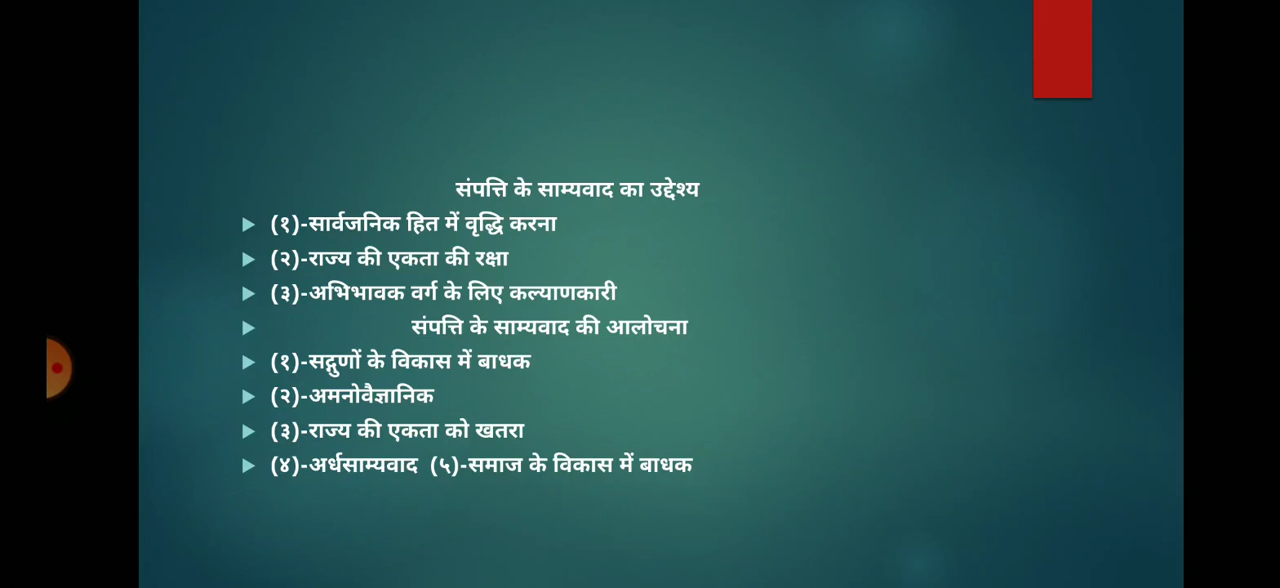 संपत्ति के साम्यवाद का उद्देश्य
(१)-सार्वजनिक हित में वृद्धि करना
(२)-राज्य की एकता की रक्षा
(३)-अभिभावक वर्ग के लिए कल्याणकारी
संपत्ति के साम्यवाद की आलोचना
(१)-सद्गुणों के विकास में बाधक
(२)-अमनोवैज्ञानिक
(३)-राज्य की एकता को खतरा
(४)-अर्धसाम्यवाद (५)-समाज के विकास में बाधक